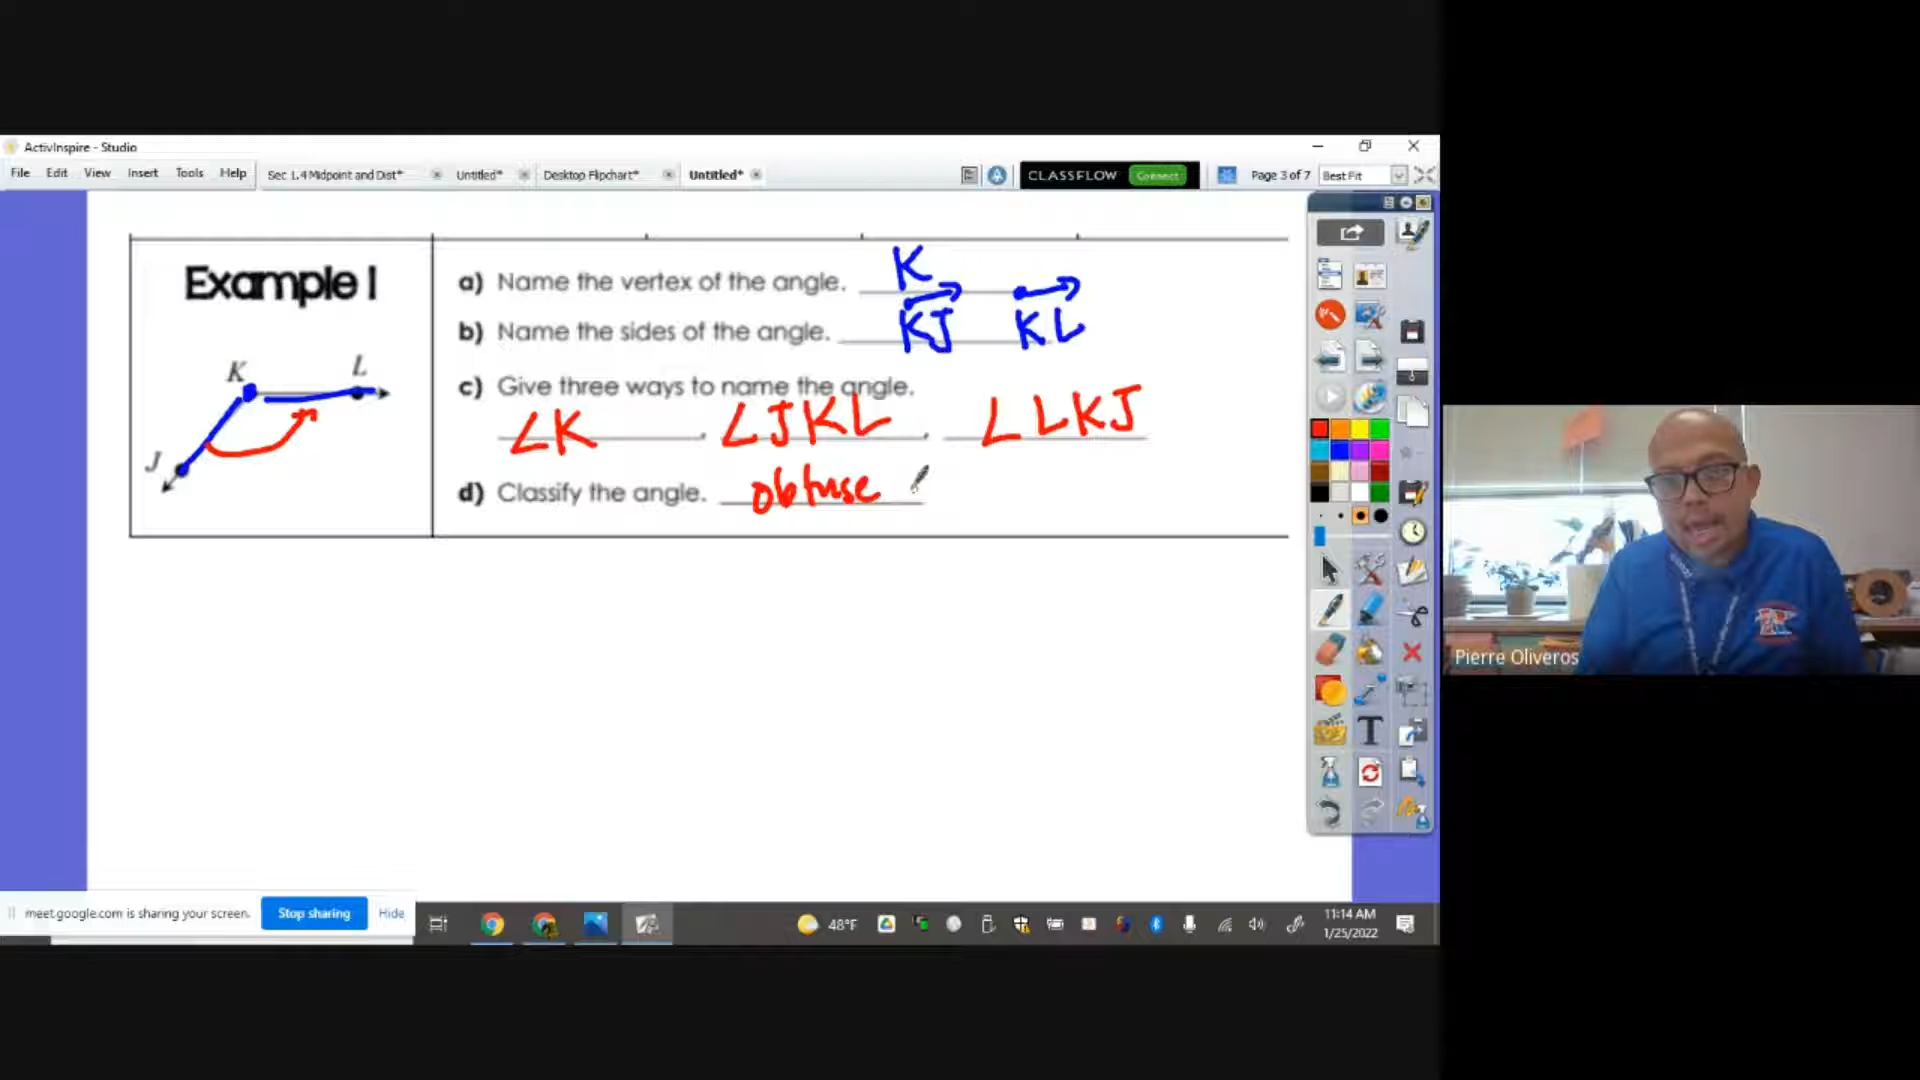 ActivInspire - Studio
File Edit View Insert Tools Help Sec 1.4 Midpoint and Dist* Untitled* Desktop Flipchart* Untitled* CLASSFLOW Connect Page 3 of 7 Best Fit
Example 1
K
L
J
a) Name the vertex of the angle. K
b) Name the sides of the angle. KJ KL
c) Give three ways to name the angle.
∠K , ∠JKL , ∠LKJ
d) Classify the angle. obtuse
T
Pierre Oliveros
meet.google.com is sharing your screen. Stop sharing Hide
48°F
11:14 AM
1/25/2022